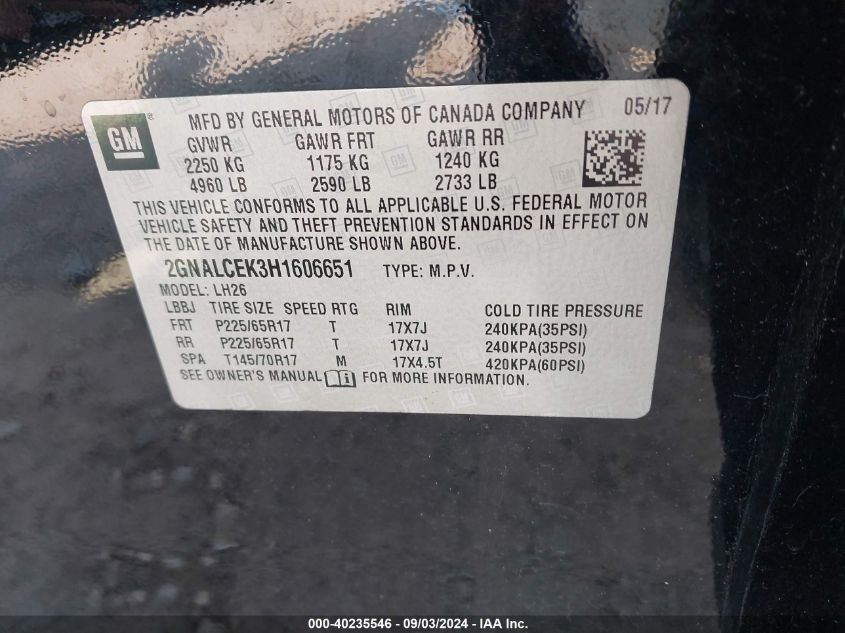 GM ®
MFD BY GENERAL MOTORS OF CANADA COMPANY 05/17
GVWR GAWR FRT GAWR RR
2250 KG 1175 KG 1240 KG
4960 LB 2590 LB 2733 LB
THIS VEHICLE CONFORMS TO ALL APPLICABLE U.S. FEDERAL MOTOR
VEHICLE SAFETY AND THEFT PREVENTION STANDARDS IN EFFECT ON
THE DATE OF MANUFACTURE SHOWN ABOVE.
2GNALCEK3H1606651 TYPE: M.P.V.
MODEL: LH26
LBBJ TIRE SIZE SPEED RTG RIM COLD TIRE PRESSURE
FRT P225/65R17 T 17X7J 240KPA(35PSI)
RR P225/65R17 T 17X7J 240KPA(35PSI)
SPA T145/70R17 M 17X4.5T 420KPA(60PSI)
SEE OWNER'S MANUAL FOR MORE INFORMATION.
000-40235546 - 09/03/2024 - IAA Inc.